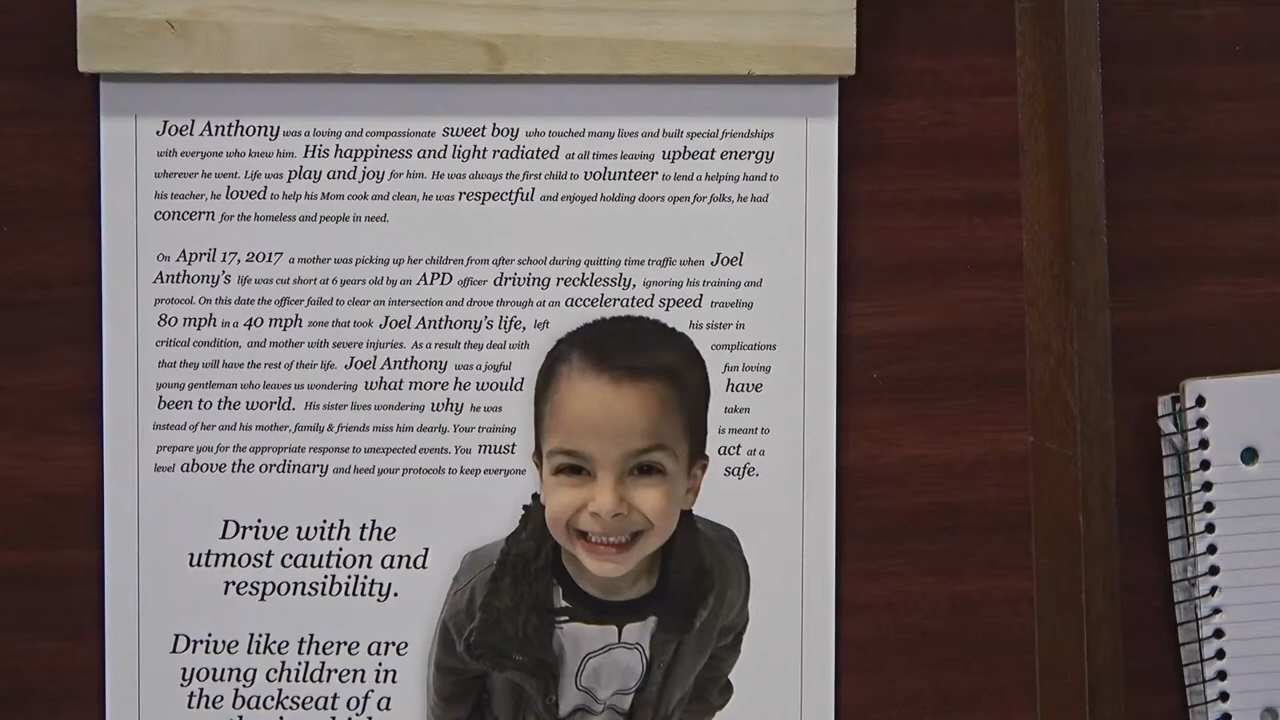 Joel Anthony was a loving and compassionate sweet boy who touched many lives and built special friendships
with everyone who knew him. His happiness and light radiated at all times leaving upbeat energy
wherever he went. Life was play and joy for him. He was always the first child to volunteer to lend a helping hand to
his teacher, he loved to help his Mom cook and clean, he was respectful and enjoyed holding doors open for folks, he had
concern for the homeless and people in need.
On April 17, 2017 a mother was picking up her children from after school during quitting time traffic when Joel
Anthony's life was cut short at 6 years old by an APD officer driving recklessly, ignoring his training and
protocol. On this date the officer failed to clear an intersection and drove through at an accelerated speed traveling
80 mph in a 40 mph zone that took Joel Anthony's life, left his sister in
critical condition, and mother with severe injuries. As a result they deal with complications
that they will have the rest of their life. Joel Anthony was a joyful fun loving
young gentleman who leaves us wondering what more he would have
been to the world. His sister lives wondering why he was taken
instead of her and his mother, family & friends miss him dearly. Your training is meant to
prepare you for the appropriate response to unexpected events. You must act at a
level above the ordinary and heed your protocols to keep everyone safe.
Drive with the
utmost caution and
responsibility.
Drive like there are
young children in
the backseat of a